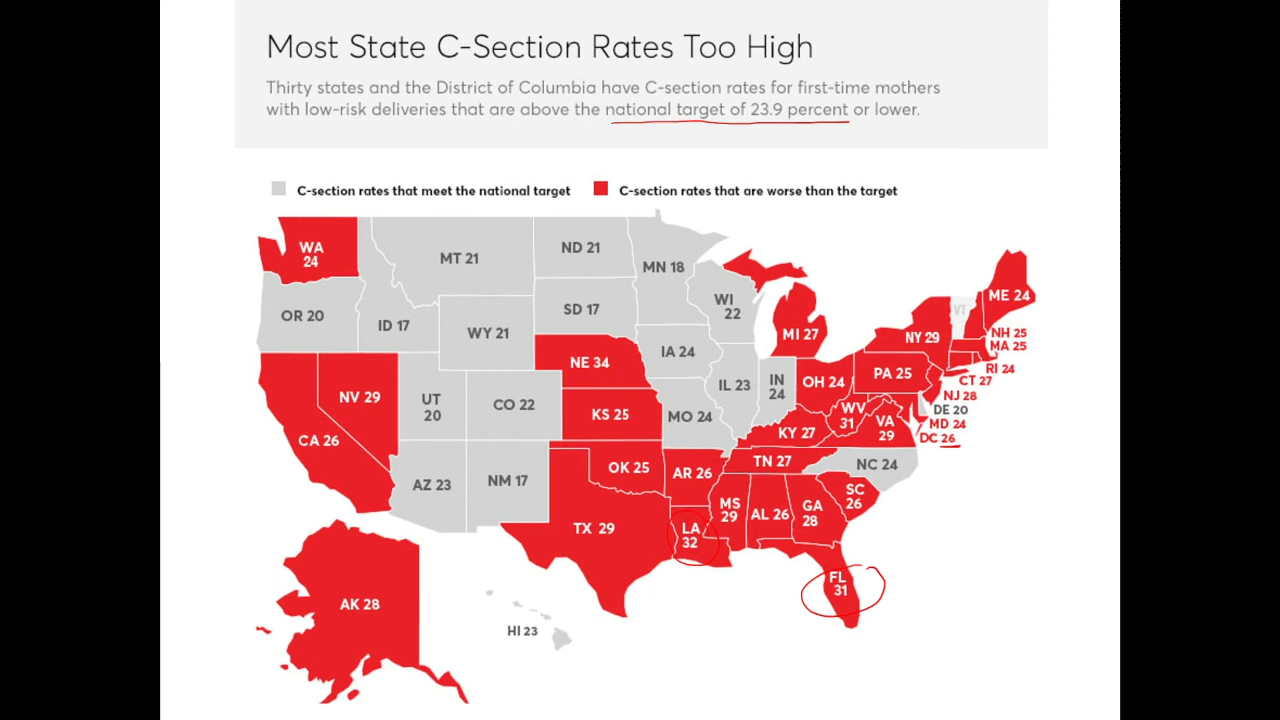 Most State C-Section Rates Too High
Thirty states and the District of Columbia have C-section rates for first-time mothers
with low-risk deliveries that are above the national target of 23.9 percent or lower.
C-section rates that meet the national target
C-section rates that are worse than the target
WA
24
MT 21
ND 21
MN 18
OR 20
ID 17
WY 21
SD 17
WI
22
MI 27
NY 29
VT
ME 24
NH 25
MA 25
RI 24
CT 27
NJ 28
DE 20
MD 24
DC 26
NV 29
CA 26
UT
20
CO 22
NE 34
KS 25
IA 24
MO 24
IL 23
IN
24
OH 24
PA 25
WV
31
VA
29
KY 27
AZ 23
NM 17
OK 25
AR 26
TN 27
NC 24
TX 29
LA
32
MS
29
AL 26
GA
28
SC
26
FL
31
AK 28
HI 23